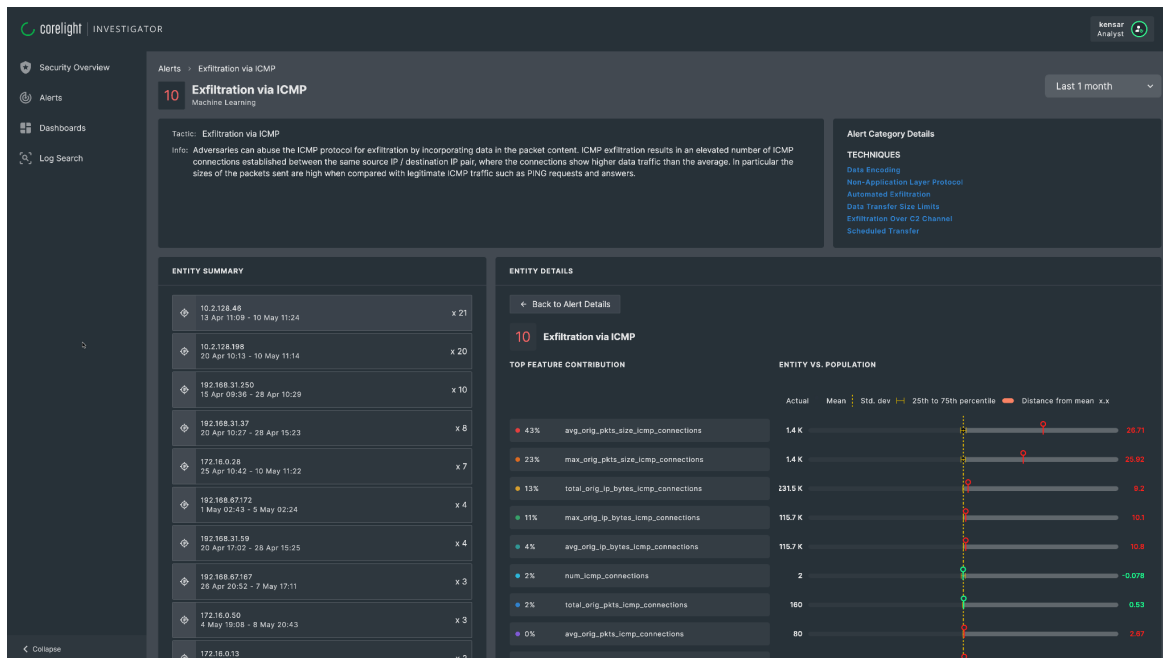 corelight | INVESTIGATOR
kensar
Analyst
Security Overview
Alerts
Dashboards
Log Search
Collapse
Alerts > Exfiltration via ICMP
10 Exfiltration via ICMP
Machine Learning
Last 1 month
Tactic: Exfiltration via ICMP
Info: Adversaries can abuse the ICMP protocol for exfiltration by incorporating data in the packet content. ICMP exfiltration results in an elevated number of ICMP
connections established between the same source IP / destination IP pair, where the connections show higher data traffic than the average. In particular the
sizes of the packets sent are high when compared with legitimate ICMP traffic such as PING requests and answers.
Alert Category Details
TECHNIQUES
Data Encoding
Non-Application Layer Protocol
Automated Exfiltration
Data Transfer Size Limits
Exfiltration Over C2 Channel
Scheduled Transfer
ENTITY SUMMARY
10.2.128.46
13 Apr 11:09 - 10 May 11:24
x 21
10.2.128.198
20 Apr 10:13 - 10 May 11:14
x 20
192.168.31.250
15 Apr 09:36 - 28 Apr 10:29
x 10
192.168.31.37
20 Apr 10:27 - 28 Apr 15:23
x 8
172.16.0.28
25 Apr 10:42 - 10 May 11:22
x 7
192.168.67.172
1 May 02:43 - 5 May 02:24
x 4
192.168.31.59
20 Apr 17:02 - 28 Apr 15:25
x 4
192.168.67.167
26 Apr 20:52 - 7 May 17:11
x 3
172.16.0.50
4 May 19:08 - 8 May 20:43
x 3
172.16.0.13
ENTITY DETAILS
← Back to Alert Details
10 Exfiltration via ICMP
TOP FEATURE CONTRIBUTION
ENTITY VS. POPULATION
Actual Mean Std. dev 25th to 75th percentile Distance from mean x.x
43% avg_orig_pkts_size_icmp_connections 1.4 K 26.71
23% max_orig_pkts_size_icmp_connections 1.4 K 25.92
13% total_orig_ip_bytes_icmp_connections 231.5 K 9.2
11% max_orig_ip_bytes_icmp_connections 115.7 K 10.1
4% avg_orig_ip_bytes_icmp_connections 115.7 K 10.8
2% num_icmp_connections 2 -0.078
2% total_orig_pkts_icmp_connections 160 0.53
0% avg_orig_pkts_icmp_connections 80 2.67